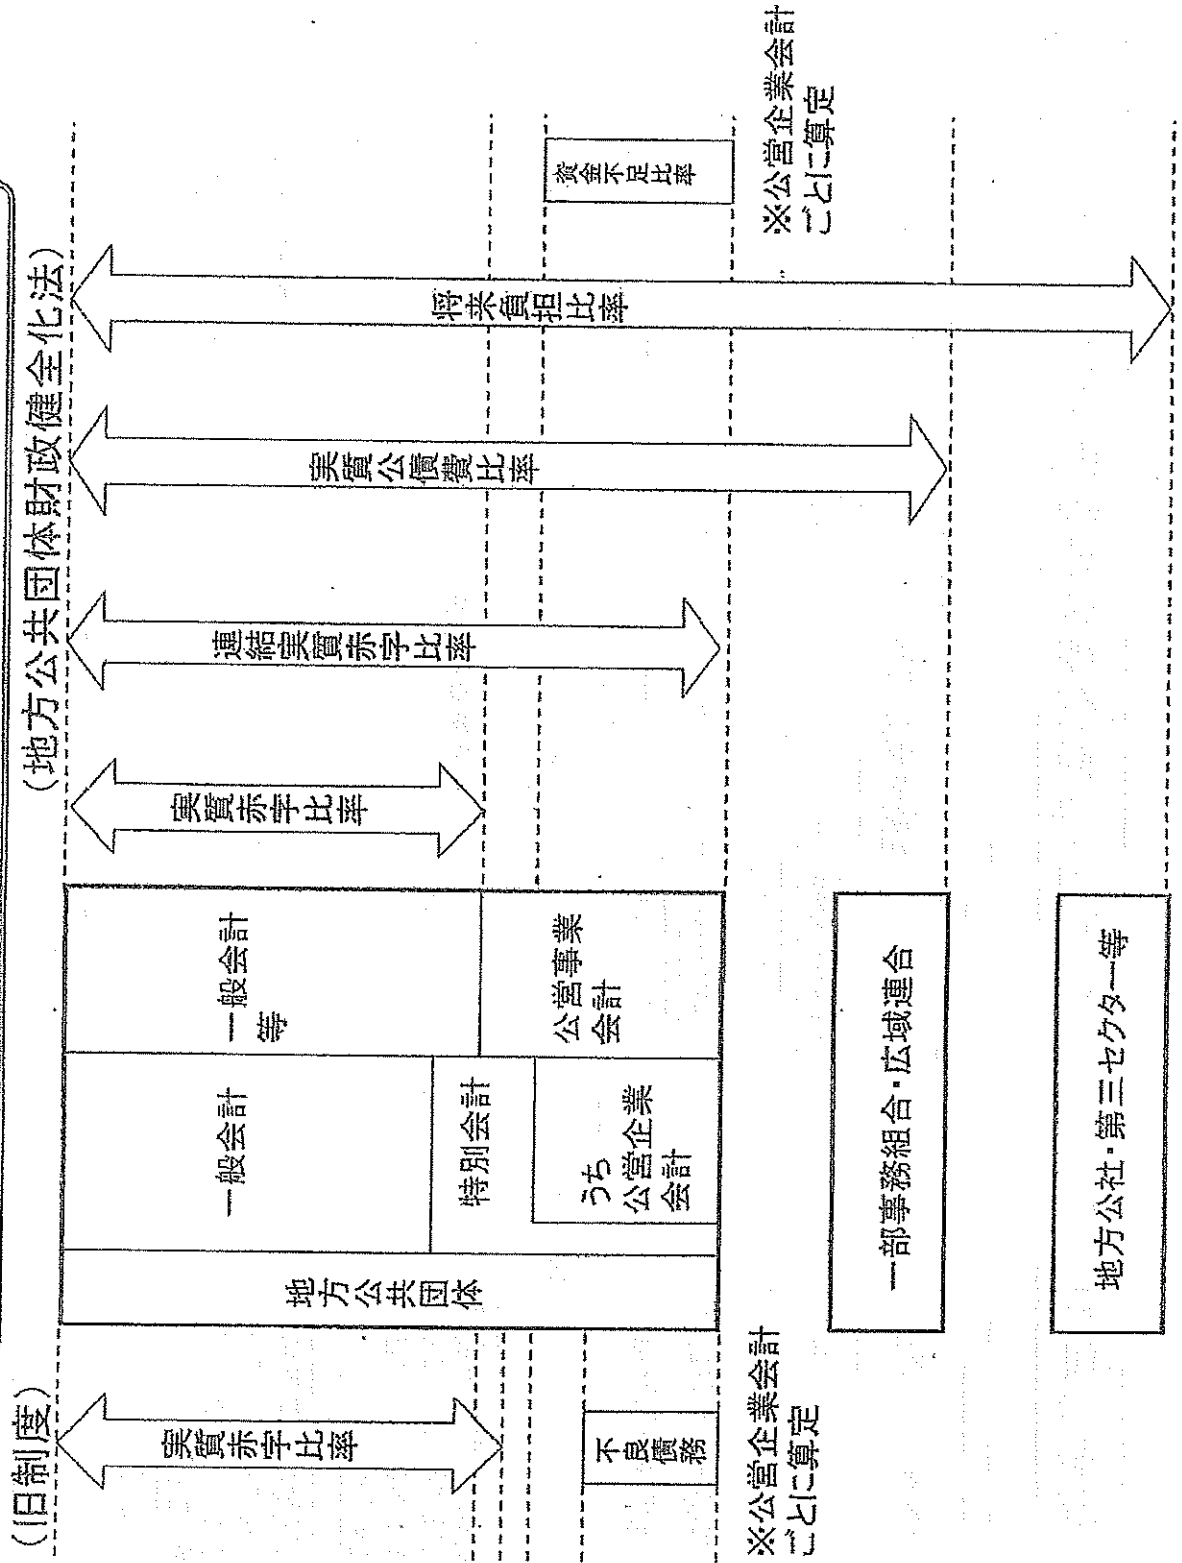 (旧制度)
実質赤字比率
不良債務
※公営企業会計
ごとに算定
地方公共団体
一般会計
特別会計
うち
公営企業
会計
一般会計
等
公営事業
会計
一部事務組合・広域連合
地方公社・第三セクター等
(地方公共団体財政健全化法)
実質赤字比率
連結実質赤字比率
実質公債費比率
将来負担比率
資金不足比率
※公営企業会計
ごとに算定